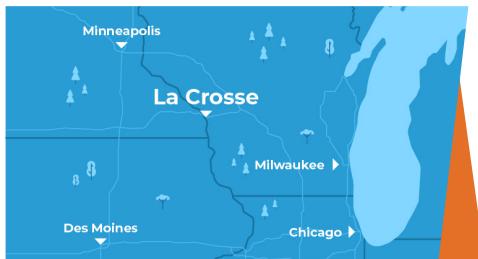 Minneapolis
La Crosse
Milwaukee
Des Moines
Chicago